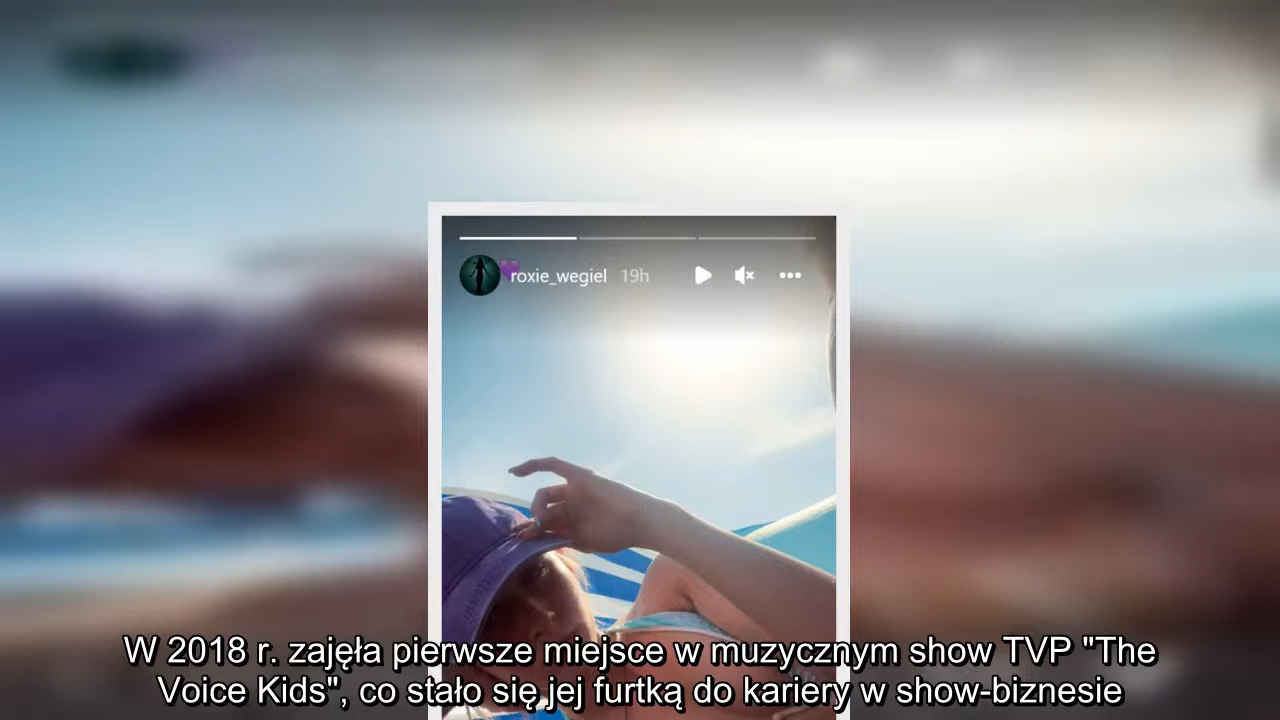 roxie_wegiel 19h
W 2018 r. zajęła pierwsze miejsce w muzycznym show TVP "The
Voice Kids", co stało się jej furtką do kariery w show-biznesie